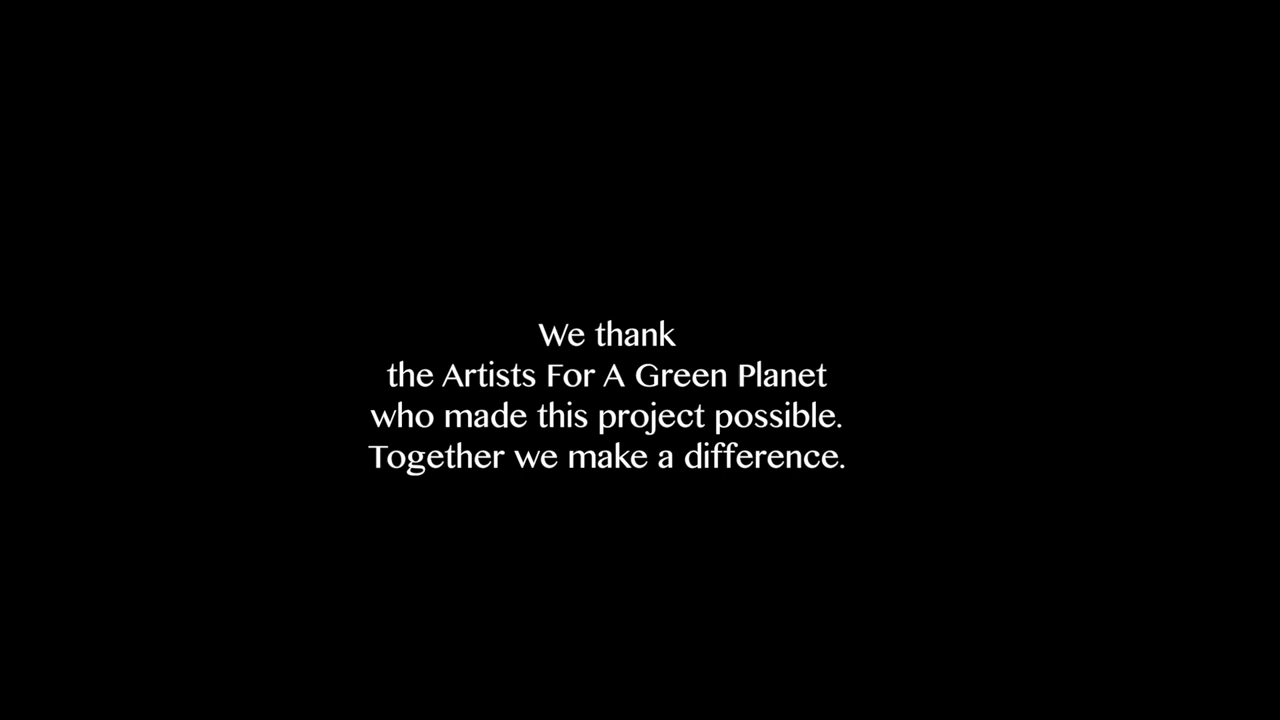 We thank
the Artists For A Green Planet
who made this project possible.
Together we make a difference.